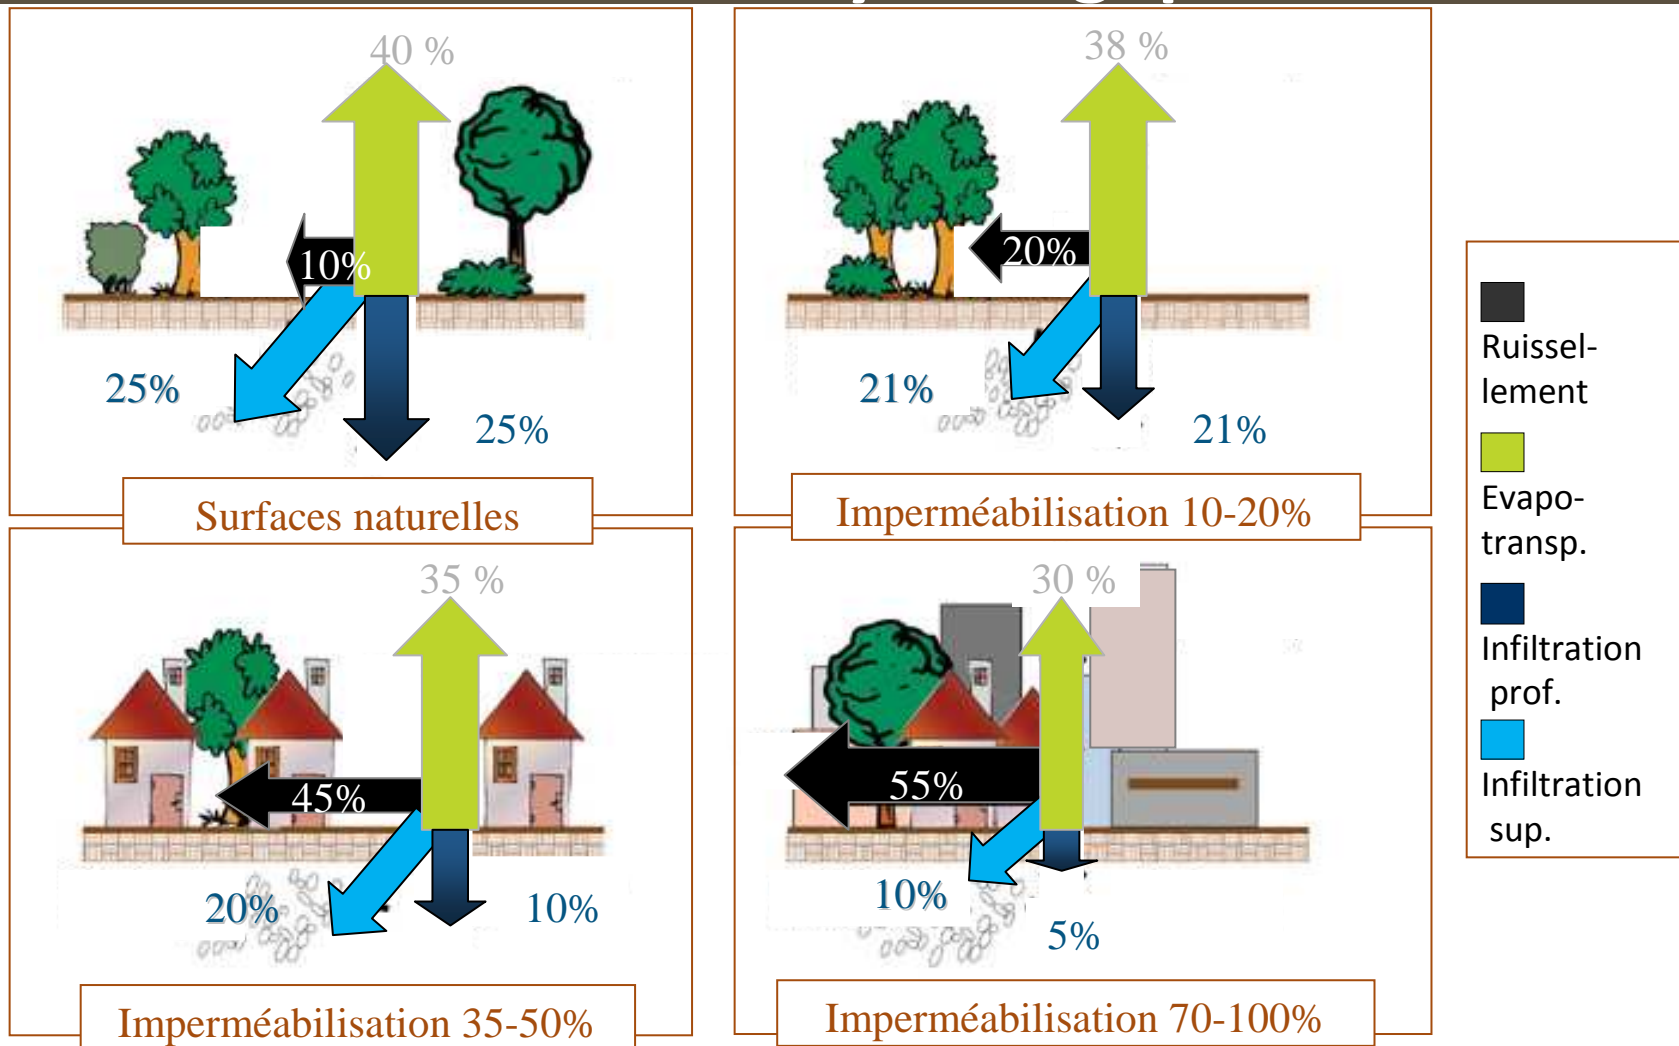 40 %
10%
25%
25%
Surfaces naturelles
38 %
20%
21%
21%
Imperméabilisation 10-20%
35 %
45%
20%
10%
Imperméabilisation 35-50%
30 %
55%
10%
5%
Imperméabilisation 70-100%
Ruissel-
lement
Evapo-
transp.
Infiltration
prof.
Infiltration
sup.